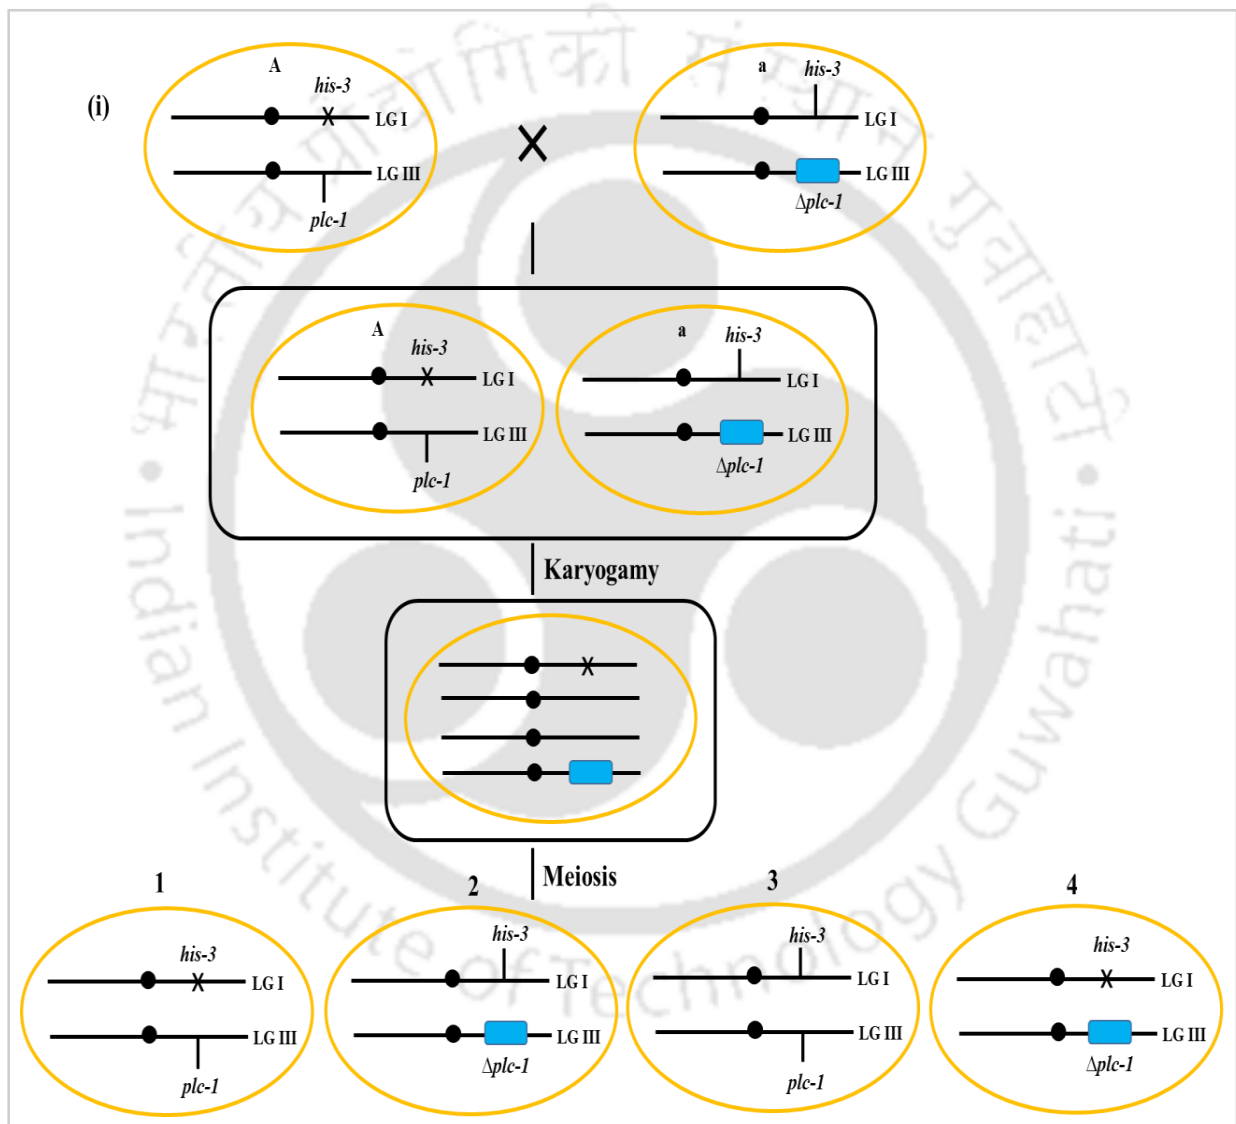 (i)
A
his-3
LG I
LG III
plc-1
X
a
his-3
LG I
LG III
Δplc-1
A
his-3
LG I
LG III
plc-1
a
his-3
LG I
LG III
Δplc-1
Karyogamy
Meiosis
1
his-3
LG I
LG III
plc-1
2
his-3
LG I
LG III
Δplc-1
3
his-3
LG I
LG III
plc-1
4
his-3
LG I
LG III
Δplc-1
Indian Institute of Technology Guwahati